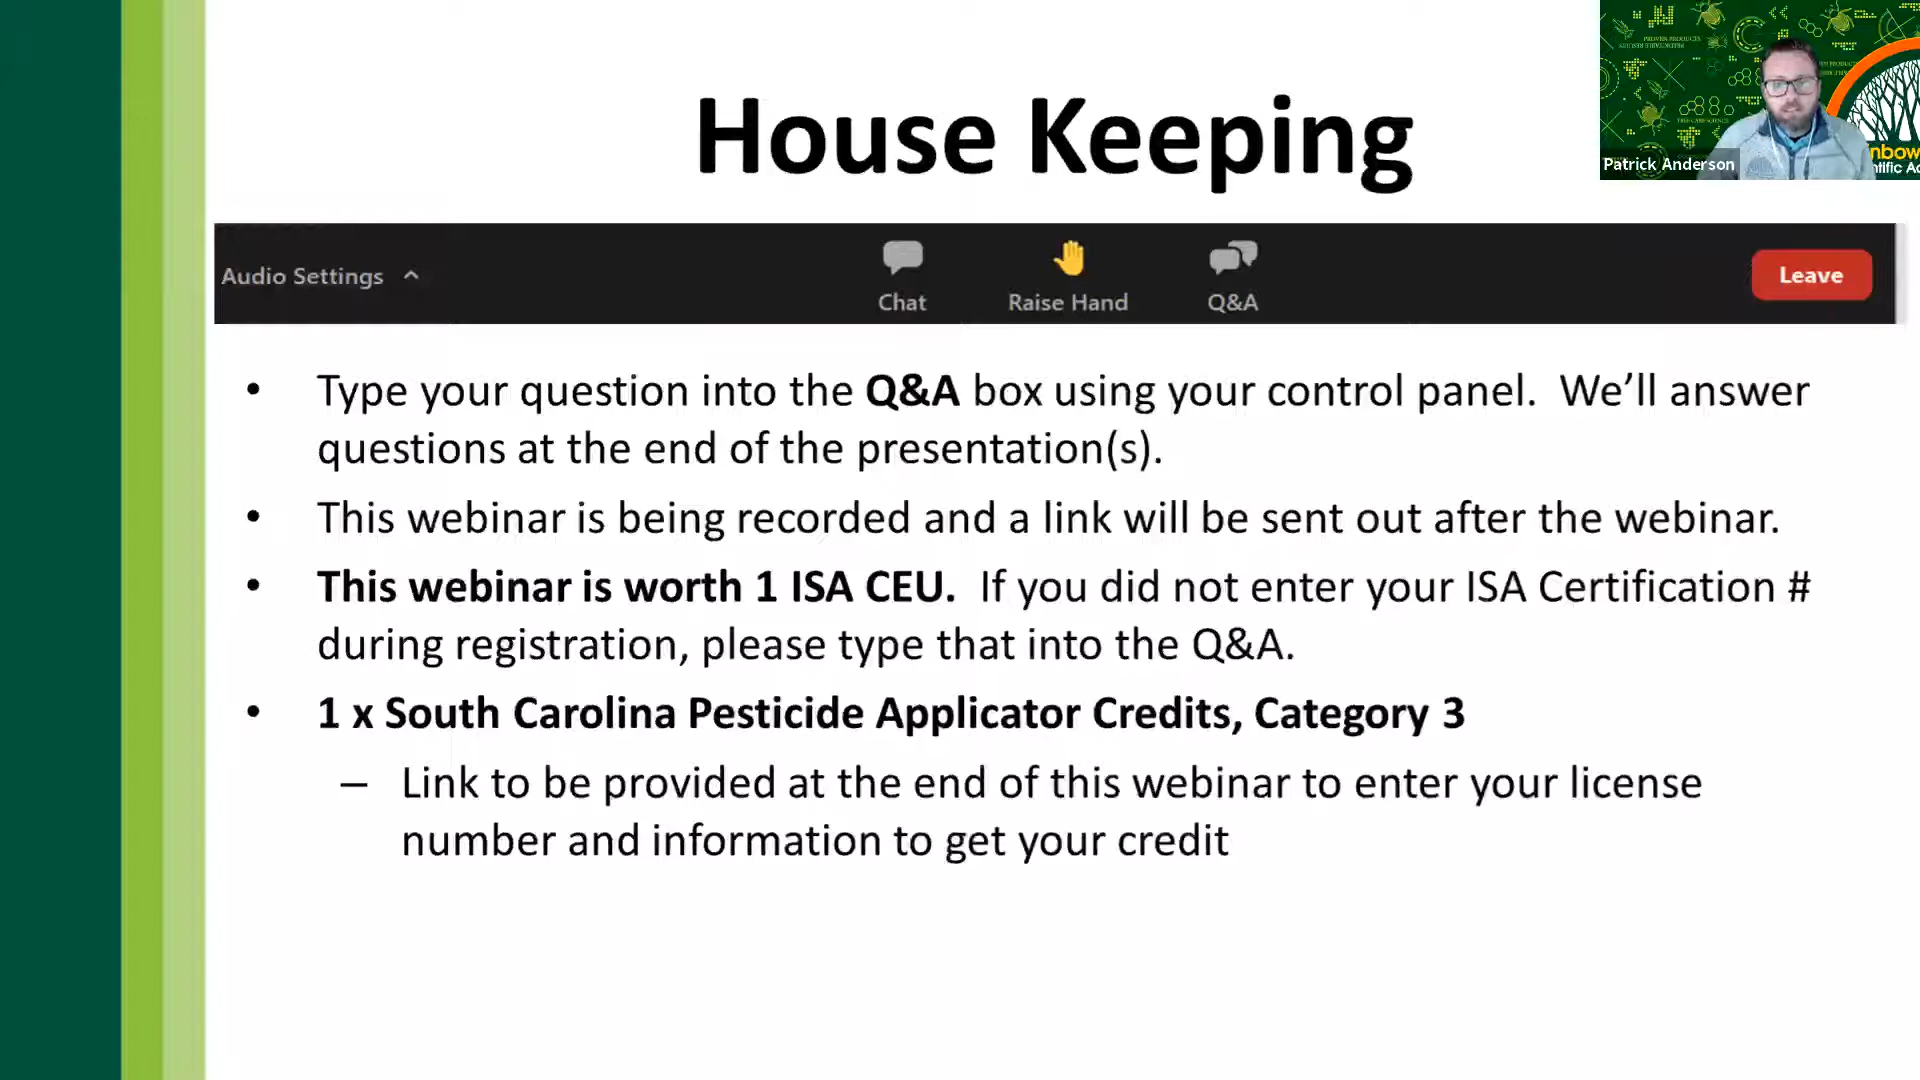 House Keeping
Patrick Anderson
Audio Settings
Chat
Raise Hand
Q&A
Leave
• Type your question into the Q&A box using your control panel.  We’ll answer
questions at the end of the presentation(s).
• This webinar is being recorded and a link will be sent out after the webinar.
• This webinar is worth 1 ISA CEU.  If you did not enter your ISA Certification #
during registration, please type that into the Q&A.
• 1 x South Carolina Pesticide Applicator Credits, Category 3
– Link to be provided at the end of this webinar to enter your license
number and information to get your credit